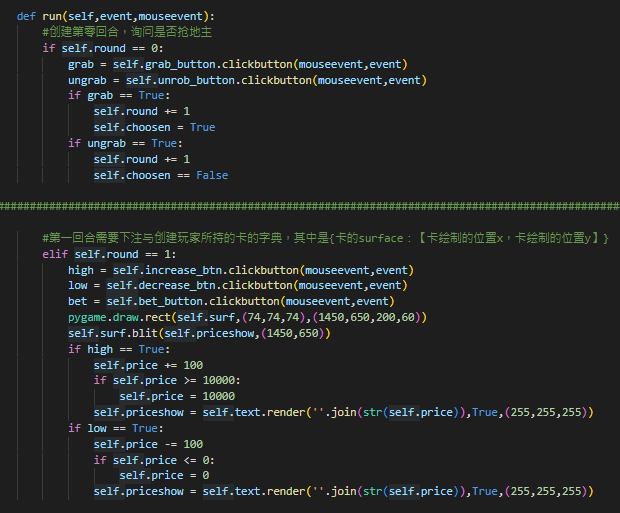 def run(self,event,mouseevent):
#创建第零回合，询问是否抢地主
if self.round == 0:
grab = self.grab_button.clickbutton(mouseevent,event)
ungrab = self.unrob_button.clickbutton(mouseevent,event)
if grab == True:
self.round += 1
self.choosen = True
if ungrab == True:
self.round += 1
self.choosen == False
####################################################################################################
#第一回合需要下注与创建玩家所持的卡的字典，其中是{卡的surface：【卡绘制的位置x，卡绘制的位置y】}
elif self.round == 1:
high = self.increase_btn.clickbutton(mouseevent,event)
low = self.decrease_btn.clickbutton(mouseevent,event)
bet = self.bet_button.clickbutton(mouseevent,event)
pygame.draw.rect(self.surf,(74,74,74),(1450,650,200,60))
self.surf.blit(self.priceshow,(1450,650))
if high == True:
self.price += 100
if self.price >= 10000:
self.price = 10000
self.priceshow = self.text.render(''.join(str(self.price)),True,(255,255,255))
if low == True:
self.price -= 100
if self.price <= 0:
self.price = 0
self.priceshow = self.text.render(''.join(str(self.price)),True,(255,255,255))